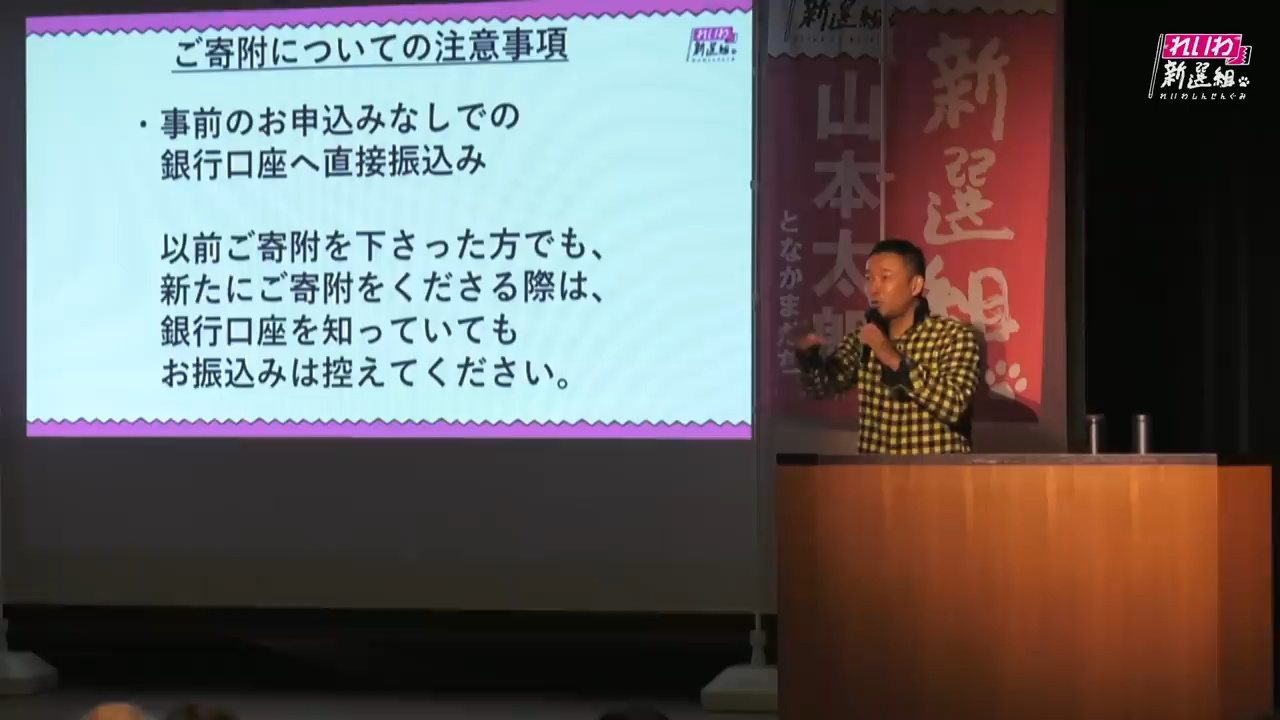 ご寄附についての注意事項
れいわ
新選組
・事前のお申込みなしでの
銀行口座へ直接振込み
以前ご寄附を下さった方でも、
新たにご寄附をくださる際は、
銀行口座を知っていても
お振込みは控えてください。
新選組
山本太郎
となかまたち
新選組
れいわ
新選組
れいわしんせんぐみ